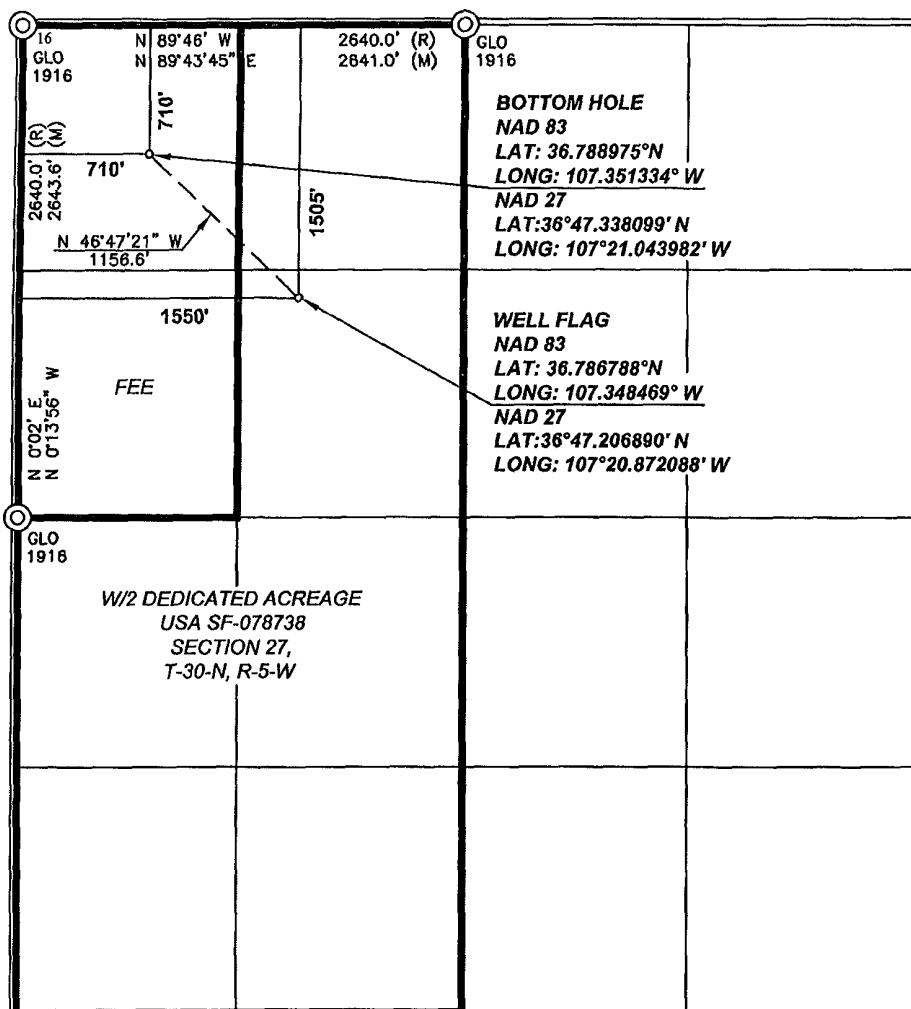 16
GLO
1916
N 89°46' W
N 89°43'45" E
2640.0' (R)
2641.0' (M)
GLO
1916
710'
2640.0' (R)
2643.6' (M)
710'
1505'
N 46°47'21" W
1156.6'
1550'
BOTTOM HOLE
NAD 83
LAT: 36.788975°N
LONG: 107.351334° W
NAD 27
LAT:36°47.338099' N
LONG: 107°21.043982' W
WELL FLAG
NAD 83
LAT: 36.786788°N
LONG: 107.348469° W
NAD 27
LAT:36°47.206890' N
LONG: 107°20.872088' W
FEE
N 0°02' E
N 0°13'56" W
GLO
1916
W/2 DEDICATED ACREAGE
USA SF-078738
SECTION 27,
T-30-N, R-5-W